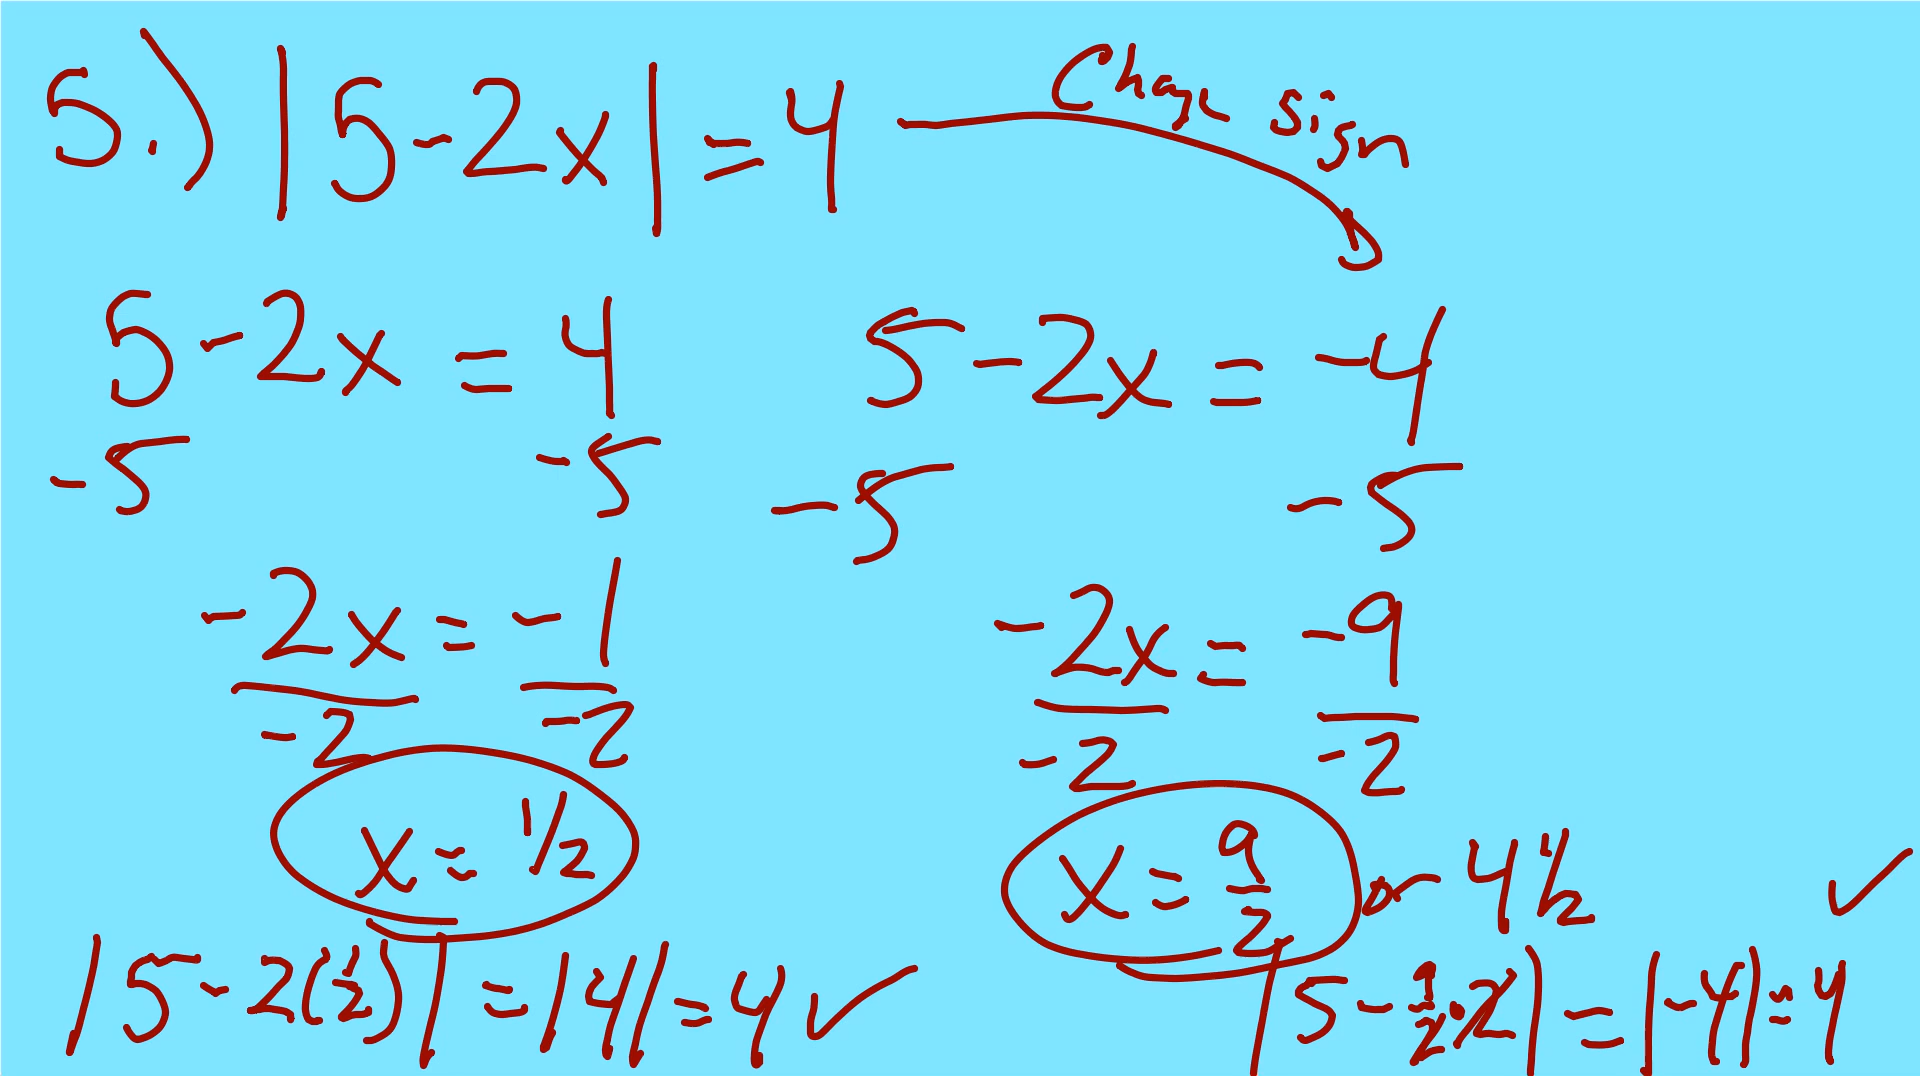 5.) |5-2x| = 4 Change sign
5-2x = 4
-5 -5
-2x = -1
-2 -2
x = 1/2
|5-2(1/2)| = |4| = 4 ✓
5-2x = -4
-5 -5
-2x = -9
-2 -2
x = 9/2 or 4 1/2 ✓
|5-9/2·2| = |-4| = 4